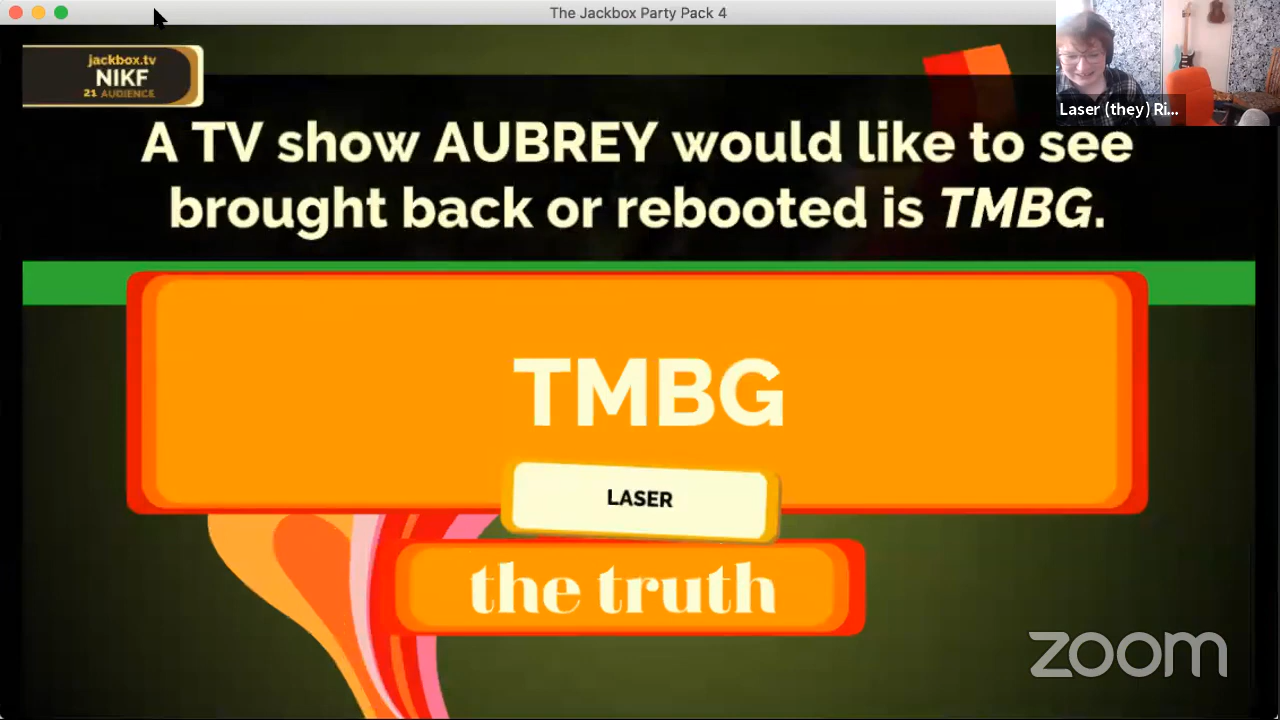 The Jackbox Party Pack 4
jackbox.tv
NIKF
21 AUDIENCE
Laser (they) Ri...
A TV show AUBREY would like to see
brought back or rebooted is TMBG.
TMBG
LASER
the truth
zoom